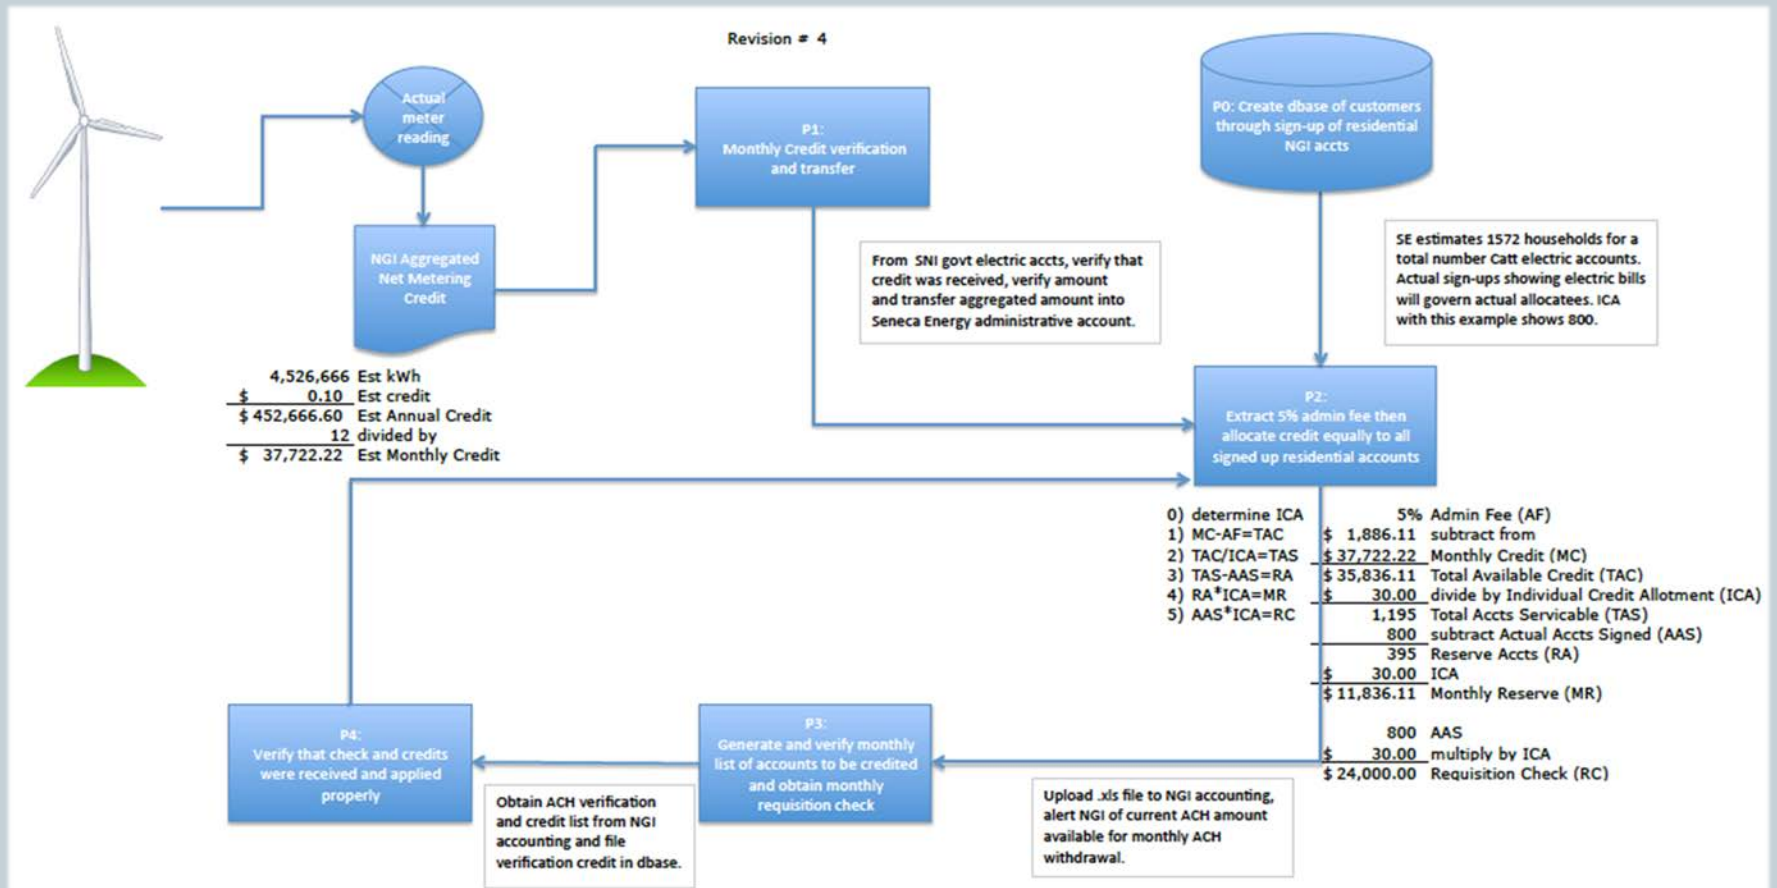 Revision # 4
Actual
meter
reading
NGI Aggregated
Net Metering
Credit
4,526,666 Est kWh
$ 0.10 Est credit
$ 452,666.60 Est Annual Credit
12 divided by
$ 37,722.22 Est Monthly Credit
P1:
Monthly Credit verification
and transfer
From SNI govt electric accts, verify that
credit was received, verify amount
and transfer aggregated amount into
Seneca Energy administrative account.
P0: Create dbase of customers
through sign-up of residential
NGI accts
SE estimates 1572 households for a
total number Catt electric accounts.
Actual sign-ups showing electric bills
will govern actual allocatees. ICA
with this example shows 800.
P2:
Extract 5% admin fee then
allocate credit equally to all
signed up residential accounts
0) determine ICA
1) MC-AF=TAC
2) TAC/ICA=TAS
3) TAS-AAS=RA
4) RA*ICA=MR
5) AAS*ICA=RC
5% Admin Fee (AF)
$ 1,886.11 subtract from
$ 37,722.22 Monthly Credit (MC)
$ 35,836.11 Total Available Credit (TAC)
$ 30.00 divide by Individual Credit Allotment (ICA)
1,195 Total Accts Servicable (TAS)
800 subtract Actual Accts Signed (AAS)
395 Reserve Accts (RA)
$ 30.00 ICA
$ 11,836.11 Monthly Reserve (MR)
800 AAS
$ 30.00 multiply by ICA
$ 24,000.00 Requisition Check (RC)
P3:
Generate and verify monthly
list of accounts to be credited
and obtain monthly
requisition check
Upload .xls file to NGI accounting,
alert NGI of current ACH amount
available for monthly ACH
withdrawal.
P4:
Verify that check and credits
were received and applied
properly
Obtain ACH verification
and credit list from NGI
accounting and file
verification credit in dbase.